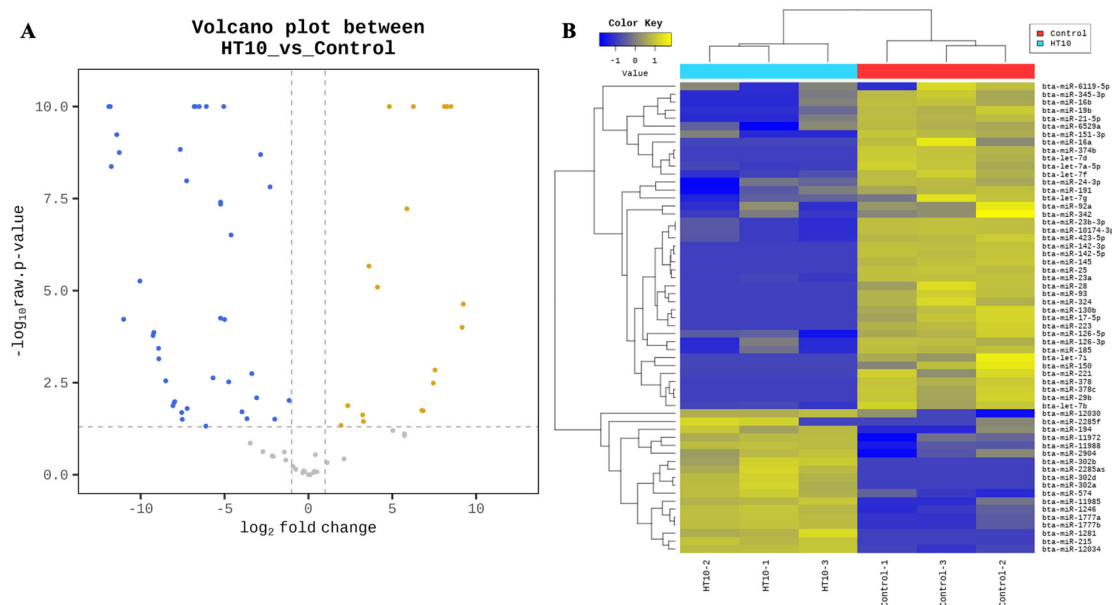 A
Volcano plot between
HT10_vs_Control
-log10raw.p-value
10.0
7.5
5.0
2.5
0.0
-10
-5
0
5
10
log2 fold change
B
Color Key
-1 0 1
Value
Control
HT10
bta-miR-6119-5p
bta-miR-345-3p
bta-miR-16b
bta-miR-19b
bta-miR-21-5p
bta-miR-6529a
bta-miR-151-3p
bta-miR-16a
bta-miR-374b
bta-let-7d
bta-let-7a-5p
bta-let-7f
bta-miR-24-3p
bta-miR-191
bta-let-7g
bta-miR-92a
bta-miR-342
bta-miR-23b-3p
bta-miR-10174-3p
bta-miR-423-5p
bta-miR-142-3p
bta-miR-142-5p
bta-miR-145
bta-miR-25
bta-miR-23a
bta-miR-28
bta-miR-93
bta-miR-324
bta-miR-130b
bta-miR-17-5p
bta-miR-223
bta-miR-126-5p
bta-miR-126-3p
bta-miR-185
bta-let-7i
bta-miR-150
bta-miR-221
bta-miR-378
bta-miR-378c
bta-miR-29b
bta-let-7b
bta-miR-12030
bta-miR-2285f
bta-miR-194
bta-miR-11972
bta-miR-11988
bta-miR-2904
bta-miR-302b
bta-miR-2285as
bta-miR-302d
bta-miR-302a
bta-miR-574
bta-miR-11985
bta-miR-1246
bta-miR-1777a
bta-miR-1777b
bta-miR-1281
bta-miR-215
bta-miR-12034
HT10-2
HT10-1
HT10-3
Control-1
Control-3
Control-2